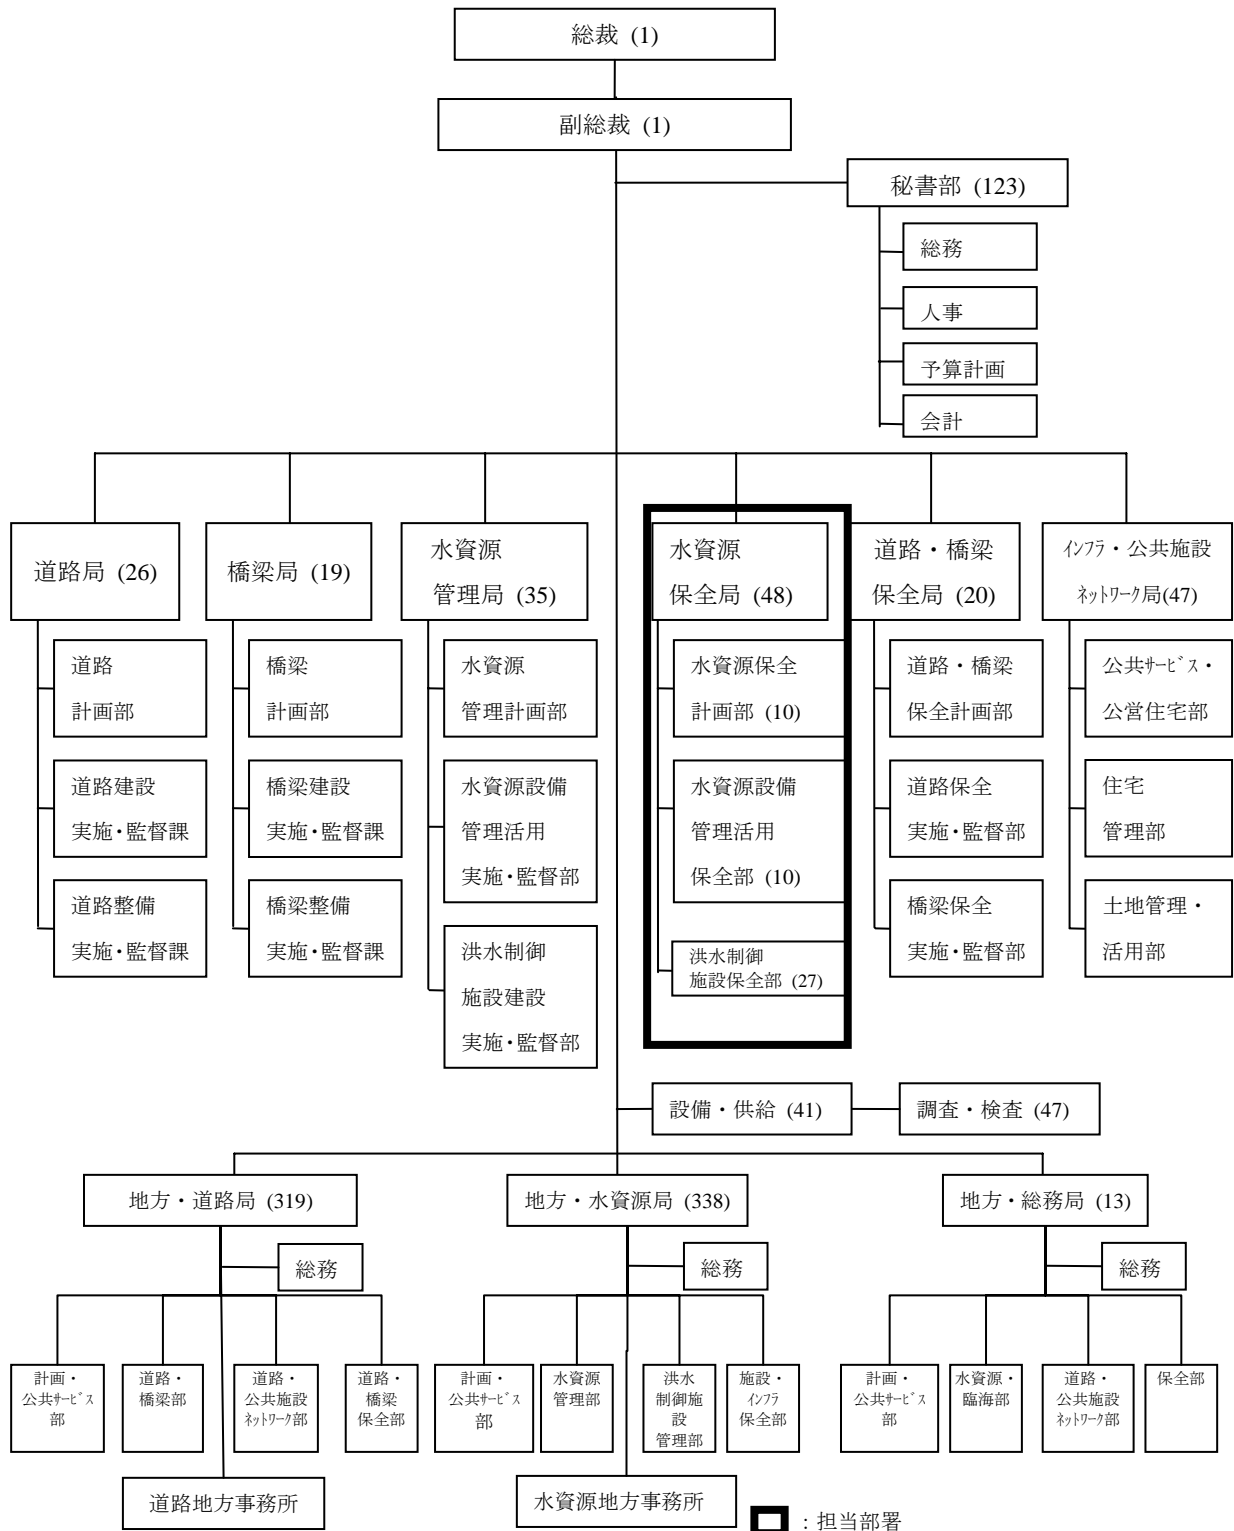 総裁 (1)
副総裁 (1)
秘書部 (123)
総務
人事
予算計画
会計
道路局 (26)
道路
計画部
道路建設
実施・監督課
道路整備
実施・監督課
橋梁局 (19)
橋梁
計画部
橋梁建設
実施・監督課
橋梁整備
実施・監督課
水資源
管理局 (35)
水資源
管理計画部
水資源設備
管理活用
実施・監督部
洪水制御
施設建設
実施・監督部
水資源
保全局 (48)
水資源保全
計画部 (10)
水資源設備
管理活用
保全部 (10)
洪水制御
施設保全部 (27)
道路・橋梁
保全局 (20)
道路・橋梁
保全計画部
道路保全
実施・監督部
橋梁保全
実施・監督部
ｲﾝﾌﾗ・公共施設
ﾈｯﾄﾜｰｸ局(47)
公共ｻｰﾋﾞｽ・
公営住宅部
住宅
管理部
土地管理・
活用部
設備・供給 (41)
調査・検査 (47)
地方・道路局 (319)
総務
計画・
公共ｻｰﾋﾞｽ
部
道路・
橋梁部
道路・
公共施設
ﾈｯﾄﾜｰｸ部
道路・
橋梁
保全部
道路地方事務所
地方・水資源局 (338)
総務
計画・
公共ｻｰﾋﾞｽ
部
水資源
管理部
洪水
制御施
設
管理部
施設・
ｲﾝﾌﾗ
保全部
水資源地方事務所
地方・総務局 (13)
総務
計画・
公共ｻｰﾋﾞｽ
部
水資源・
臨海部
道路・
公共施設
ﾈｯﾄﾜｰｸ部
保全部
：担当部署